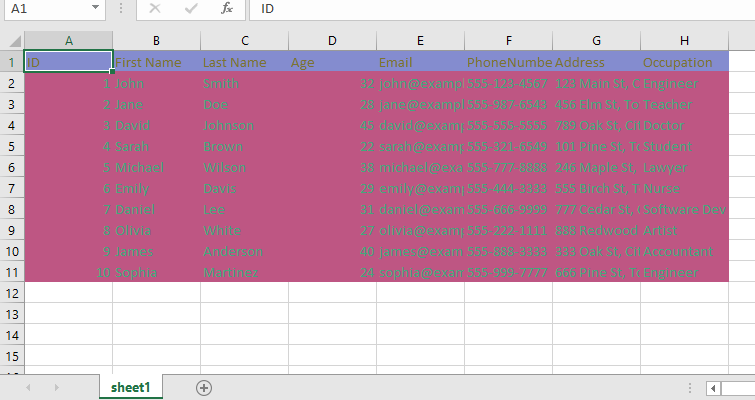 A1 fx ID
A B C D E F G H
1 ID First Name Last Name Age Email PhoneNumbe Address Occupation
2 1 John Smith 32 john@exampl 555-123-4567 123 Main St, C Engineer
3 2 Jane Doe 28 jane@exampl 555-987-6543 456 Elm St, To Teacher
4 3 David Johnson 45 david@examp 555-555-5555 789 Oak St, Cit Doctor
5 4 Sarah Brown 22 sarah@examp 555-321-6549 101 Pine St, T Student
6 5 Michael Wilson 38 michael@exa 555-777-8888 246 Maple St, Lawyer
7 6 Emily Davis 29 emily@examp 555-444-3333 555 Birch St, T Nurse
8 7 Daniel Lee 31 daniel@exam 555-666-9999 777 Cedar St, Software Dev
9 8 Olivia White 27 olivia@examp 555-222-1111 888 Redwood Artist
10 9 James Anderson 40 james@exam 555-888-3333 333 Oak St, Cit Accountant
11 10 Sophia Martinez 24 sophia@exam 555-999-7777 666 Pine St, T Engineer
12
13
14
15
sheet1